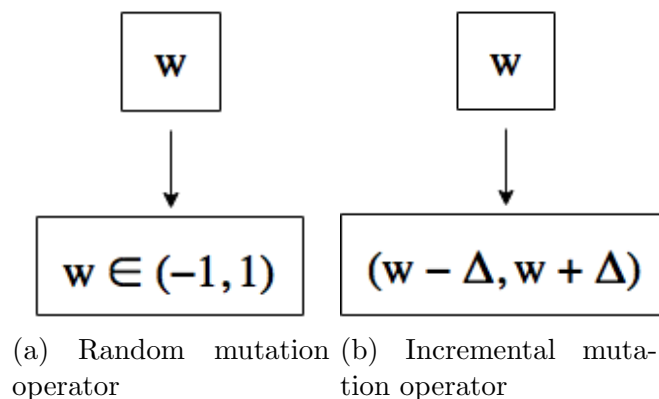 w
w
w ∈ (−1, 1)
(w − Δ, w + Δ)
(a) Random mutation
operator
(b) Incremental muta-
tion operator